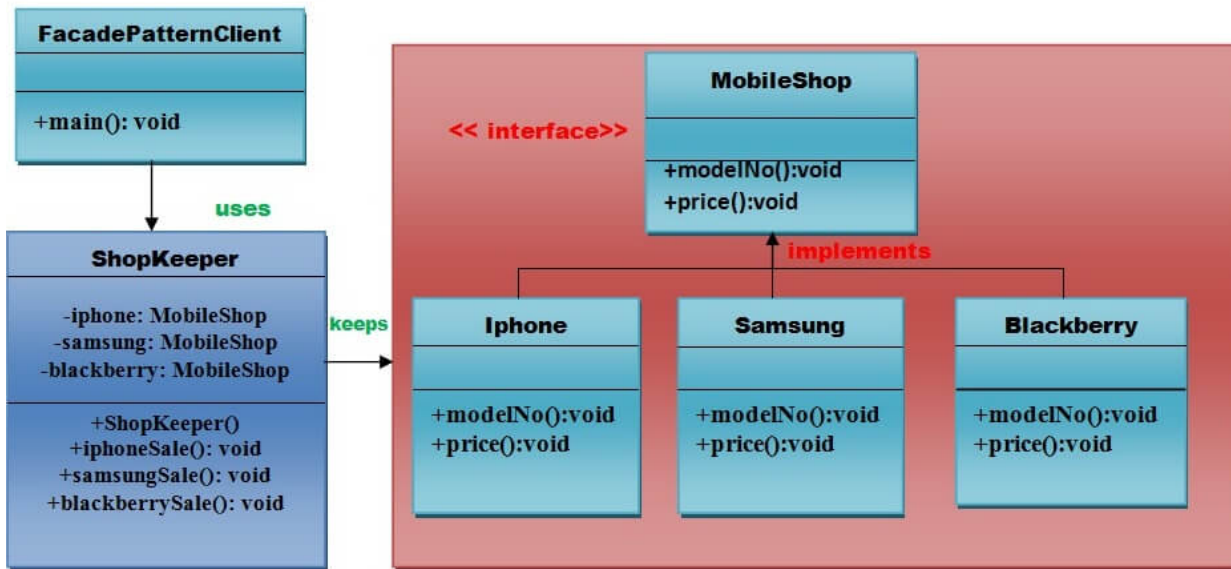 FacadePatternClient
+main(): void
uses
ShopKeeper
-iphone: MobileShop
-samsung: MobileShop
-blackberry: MobileShop
+ShopKeeper()
+iphoneSale(): void
+samsungSale(): void
+blackberrySale(): void
keeps
<< interface>>
MobileShop
+modelNo():void
+price():void
implements
Iphone
+modelNo():void
+price():void
Samsung
+modelNo():void
+price():void
Blackberry
+modelNo():void
+price():void